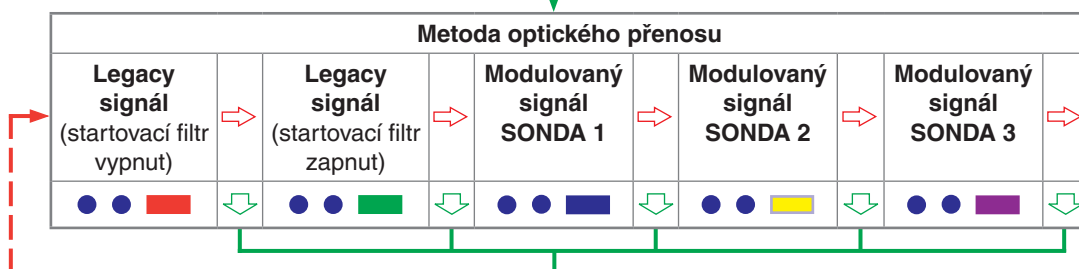 Metoda optického přenosu
Legacy
signál
(startovací filtr
vypnut)
Legacy
signál
(startovací filtr
zapnut)
Modulovaný
signál
SONDA 1
Modulovaný
signál
SONDA 2
Modulovaný
signál
SONDA 3